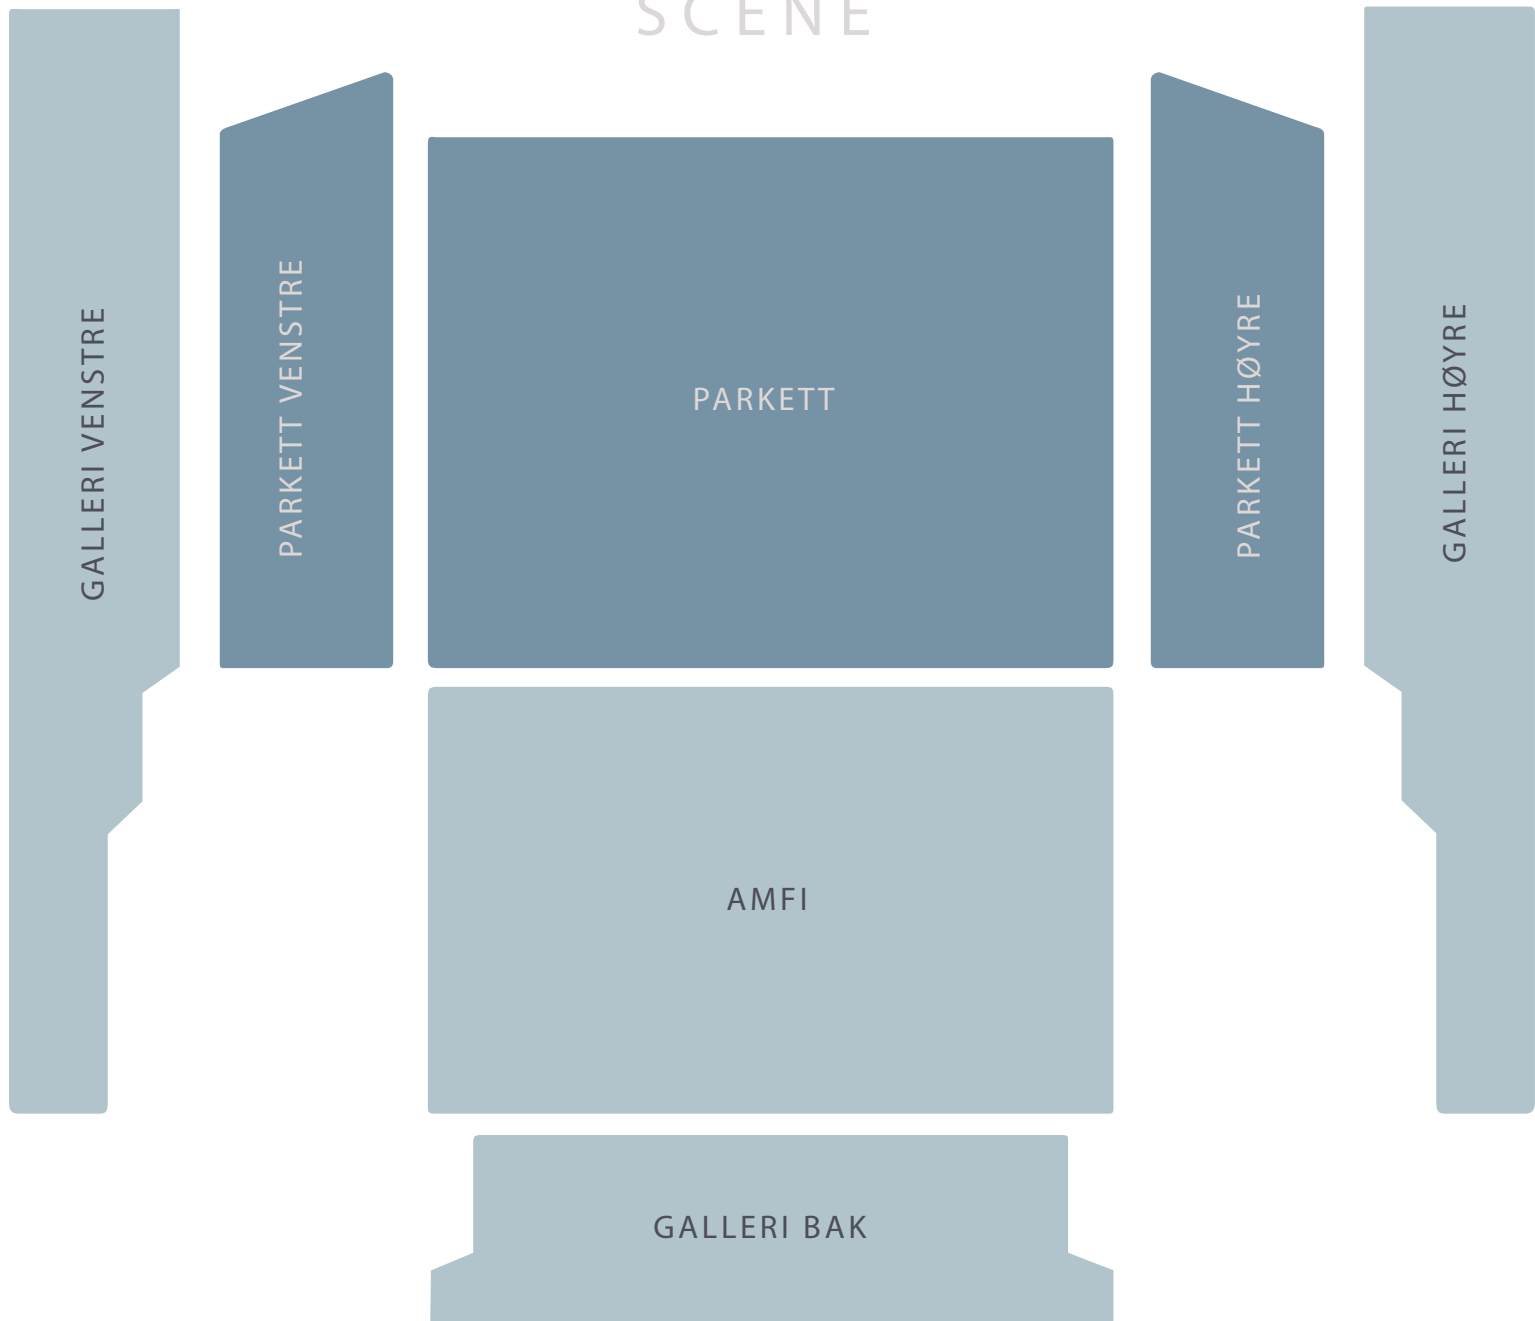 SCENE
GALLERI VENSTRE
PARKETT VENSTRE
PARKETT
PARKETT HØYRE
GALLERI HØYRE
AMFI
GALLERI BAK